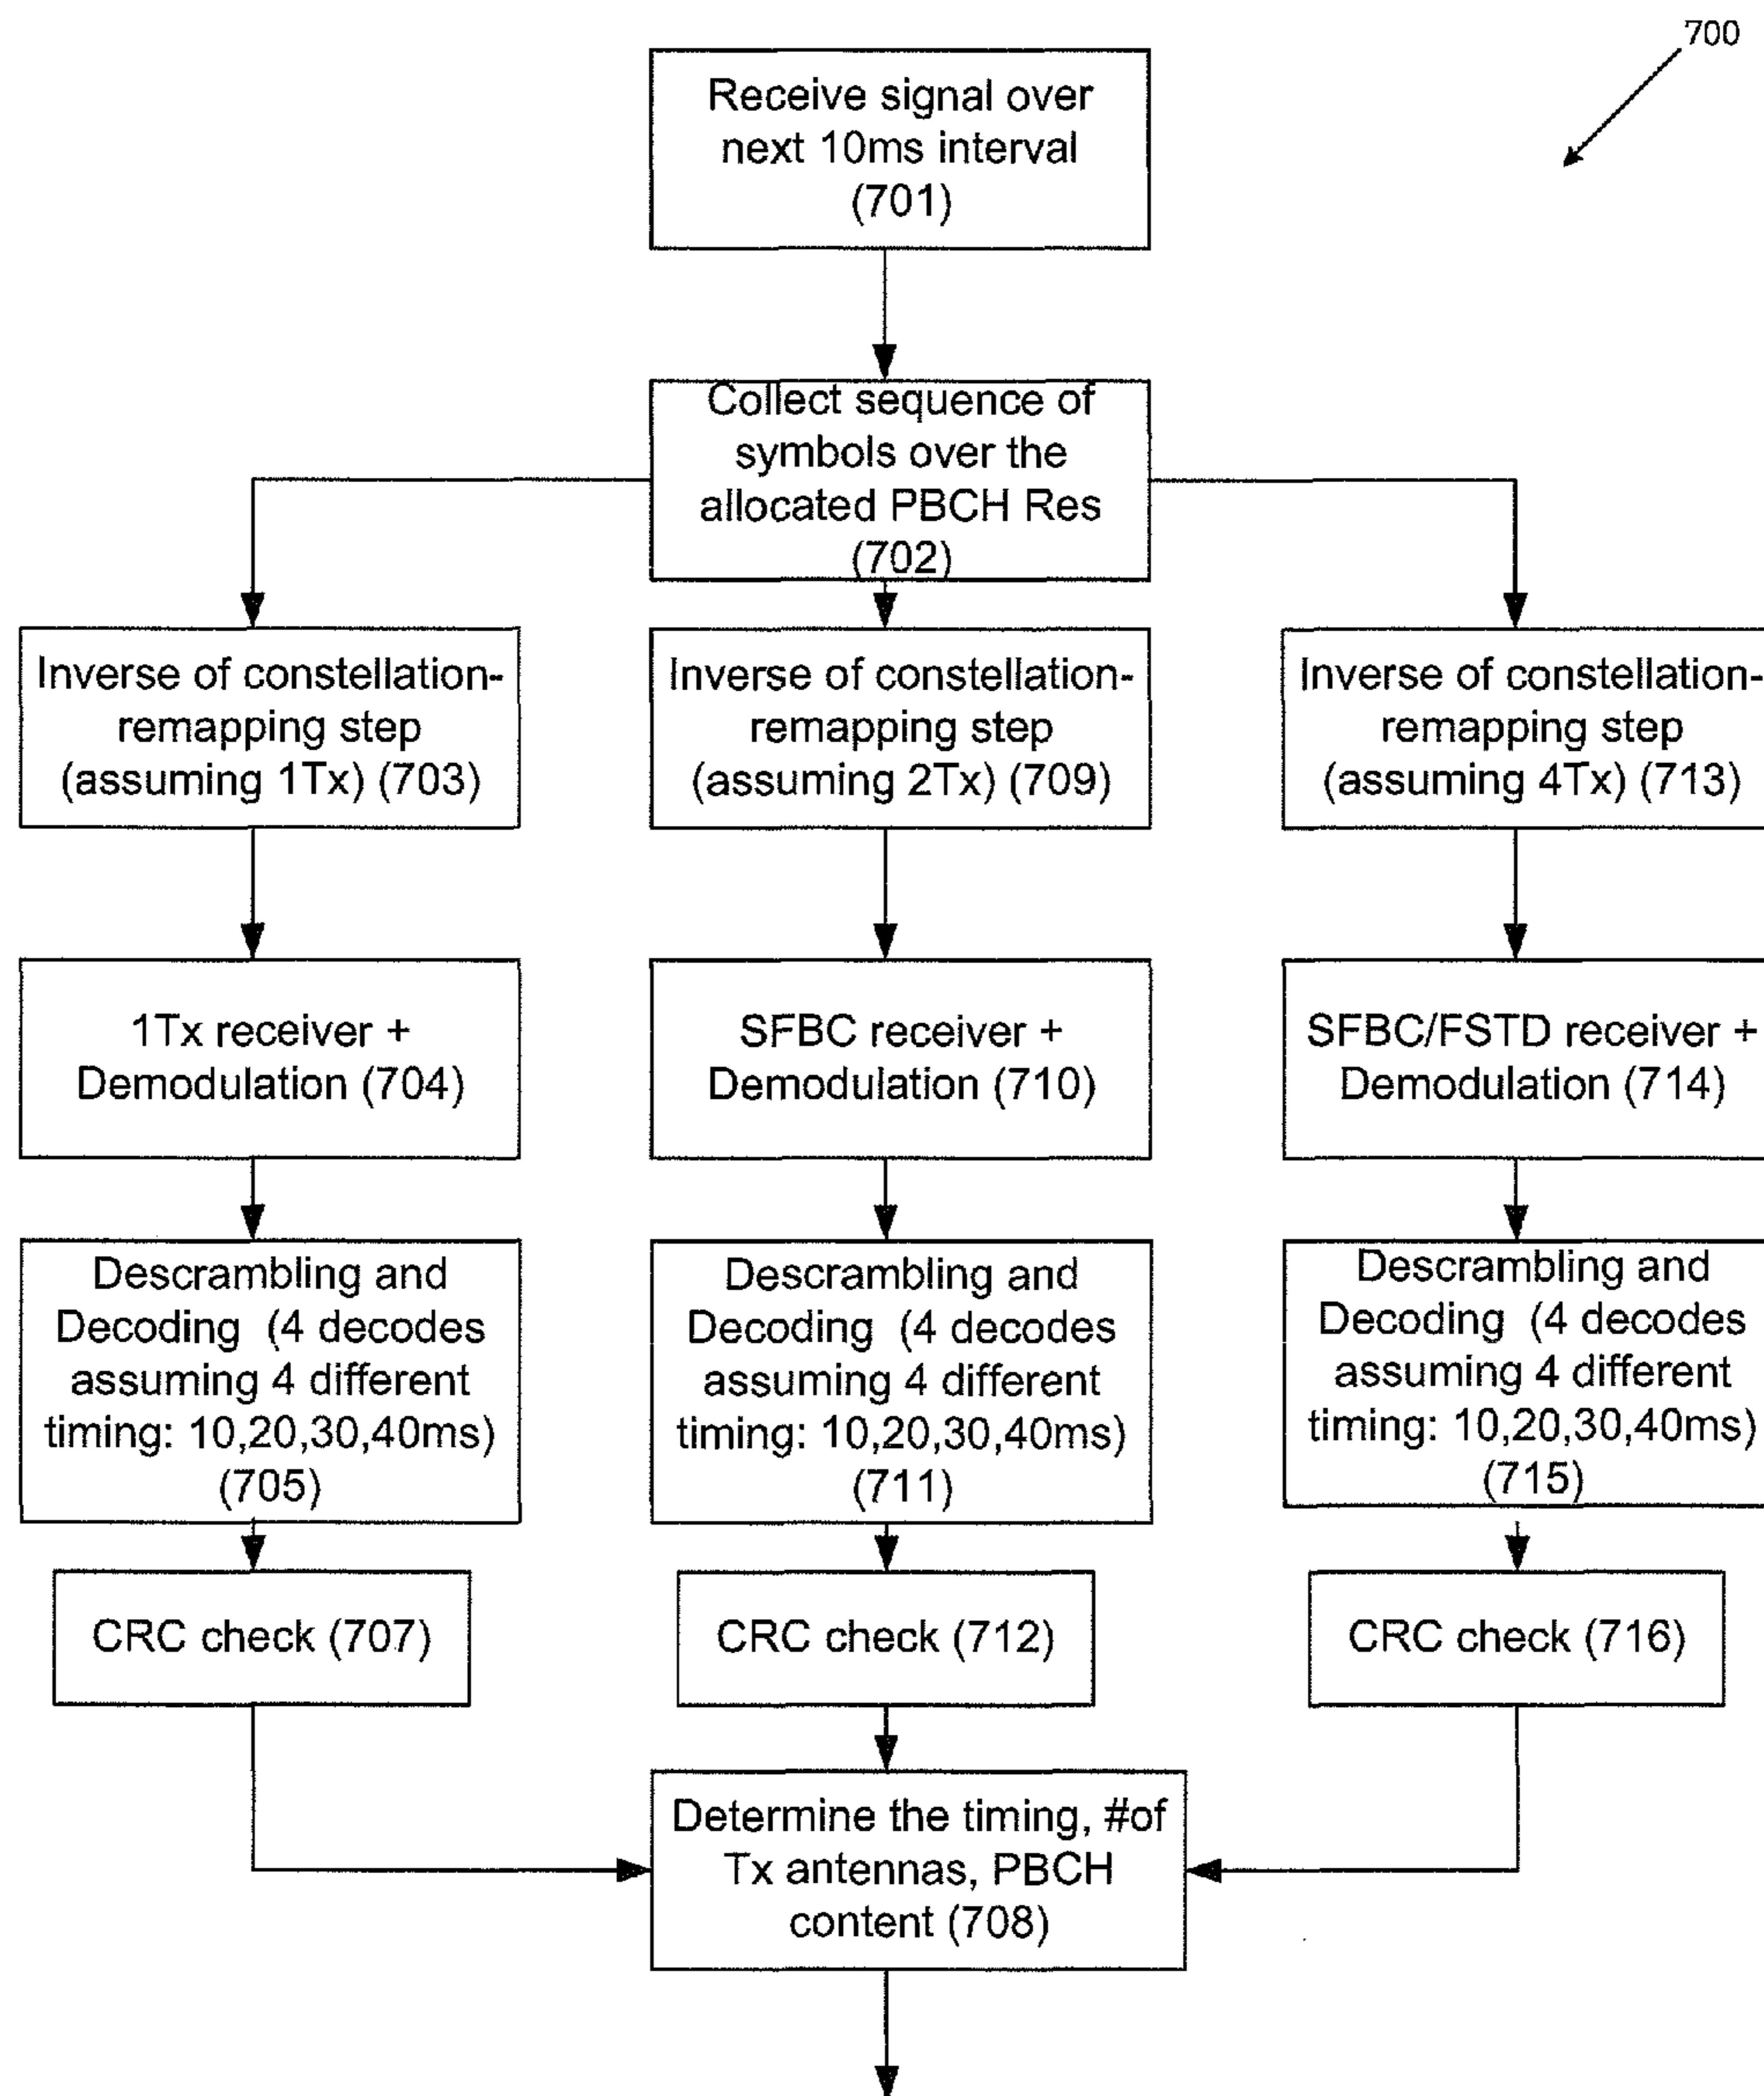 700
Receive signal over
next 10ms interval
(701)
Collect sequence of
symbols over the
allocated PBCH Res
(702)
Inverse of constellation-
remapping step
(assuming 1Tx) (703)
Inverse of constellation-
remapping step
(assuming 2Tx) (709)
Inverse of constellation-
remapping step
(assuming 4Tx) (713)
1Tx receiver +
Demodulation (704)
SFBC receiver +
Demodulation (710)
SFBC/FSTD receiver +
Demodulation (714)
Descrambling and
Decoding (4 decodes
assuming 4 different
timing: 10,20,30,40ms)
(705)
Descrambling and
Decoding (4 decodes
assuming 4 different
timing: 10,20,30,40ms)
(711)
Descrambling and
Decoding (4 decodes
assuming 4 different
timing: 10,20,30,40ms)
(715)
CRC check (707)
CRC check (712)
CRC check (716)
Determine the timing, #of
Tx antennas, PBCH
content (708)